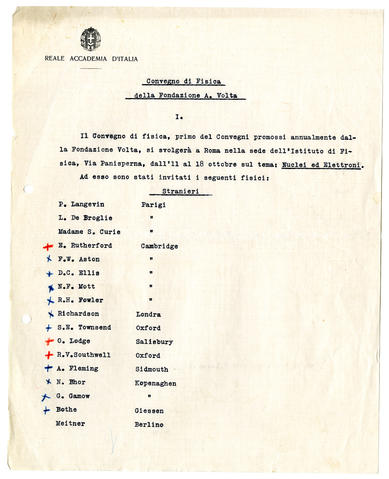 REALE ACCADEMIA D'ITALIA
Convegno di Fisica
della Fondazione A. Volta
I.
Il Convegno di fisica, primo del Convegni promossi annualmente dal-
la Fondazione Volta, si svolgerà a Roma nella sede dell'Istituto di Fi-
sica, Via Panisperna, dall'11 al 18 ottobre sul tema: Nuclei ed Elettroni.
Ad esso sono stati invitati i seguenti fisici:
Stranieri
P. Langevin Parigi
L. De Broglie "
Madame S. Curie "
E. Rutherford Cambridge
F.W. Aston "
D.C. Ellis "
N.F. Mott "
R.H. Fowler "
Richardson Londra
S.E. Townsend Oxford
O. Lodge Salisbury
R.V.Southwell Oxford
A. Fleming Sidmouth
N. Bhor Kopenaghen
G. Gamow "
Bothe Giessen
Meitner Berlino